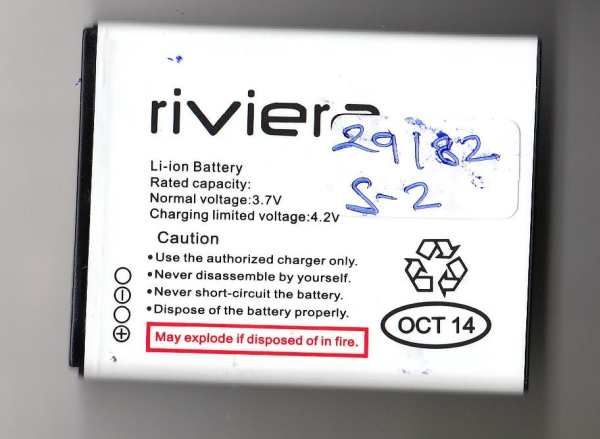 riviera
29/82
S-2
Li-ion Battery
Rated capacity:
Normal voltage:3.7V
Charging limited voltage:4.2V
Caution
•Use the authorized charger only.
•Never disassemble by yourself.
•Never short-circuit the battery.
•Dispose of the battery properly.
May explode if disposed of in fire.
OCT 14